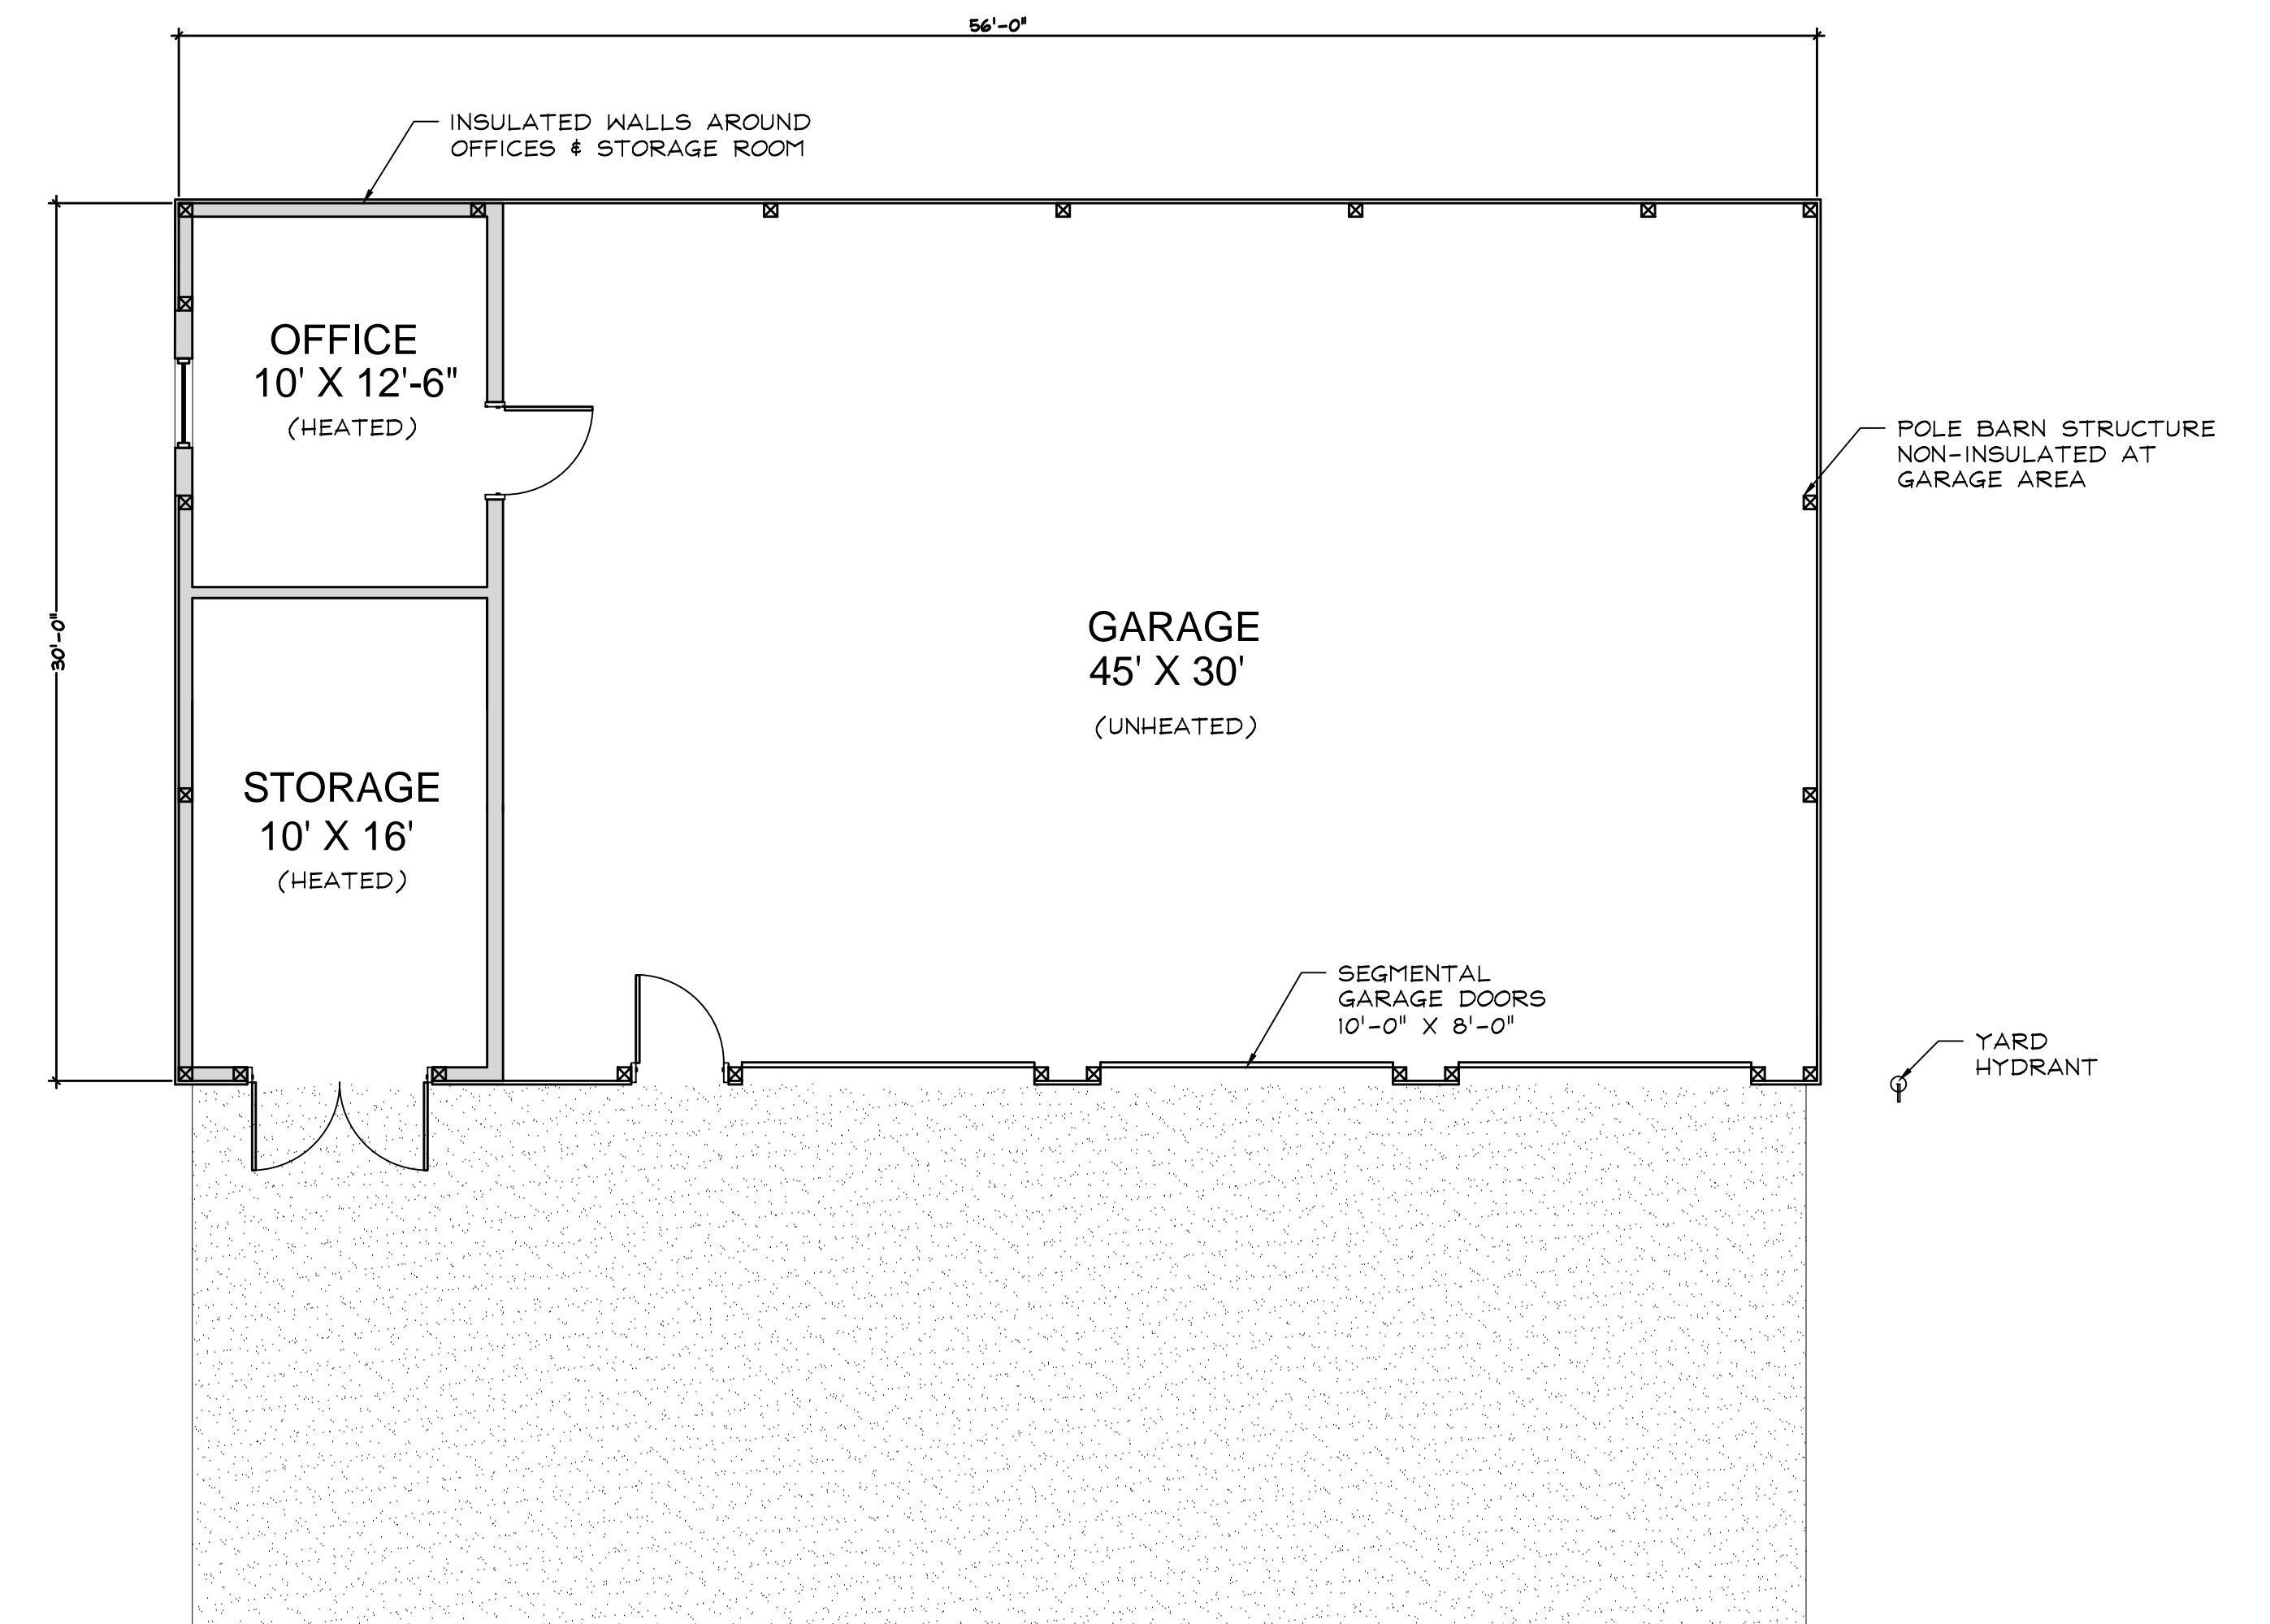 56'-0"
INSULATED WALLS AROUND
OFFICES & STORAGE ROOM
OFFICE
10' X 12'-6"
(HEATED)
POLE BARN STRUCTURE
NON-INSULATED AT
GARAGE AREA
30'-0"
GARAGE
45' X 30'
(UNHEATED)
STORAGE
10' X 16'
(HEATED)
SEGMENTAL
GARAGE DOORS
10'-0" X 8'-0"
YARD
HYDRANT